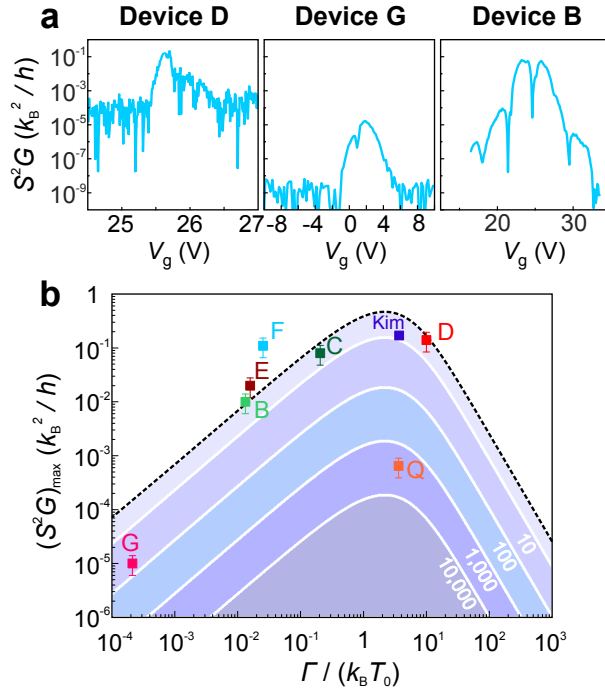 a
Device D Device G Device B
S²G (k_B² / h)
10⁻¹
10⁻³
10⁻⁵
10⁻⁷
10⁻⁹
25 26 27 -8 -4 0 4 8 20 30
V_g (V) V_g (V) V_g (V)
b
(S²G)_max (k_B² / h)
1
10⁻¹
10⁻²
10⁻³
10⁻⁴
10⁻⁵
10⁻⁶
F
Kim
D
C
E
B
Q
G
10
100
1,000
10,000
10⁻⁴ 10⁻³ 10⁻² 10⁻¹ 1 10¹ 10² 10³
Γ / (k_B T₀)